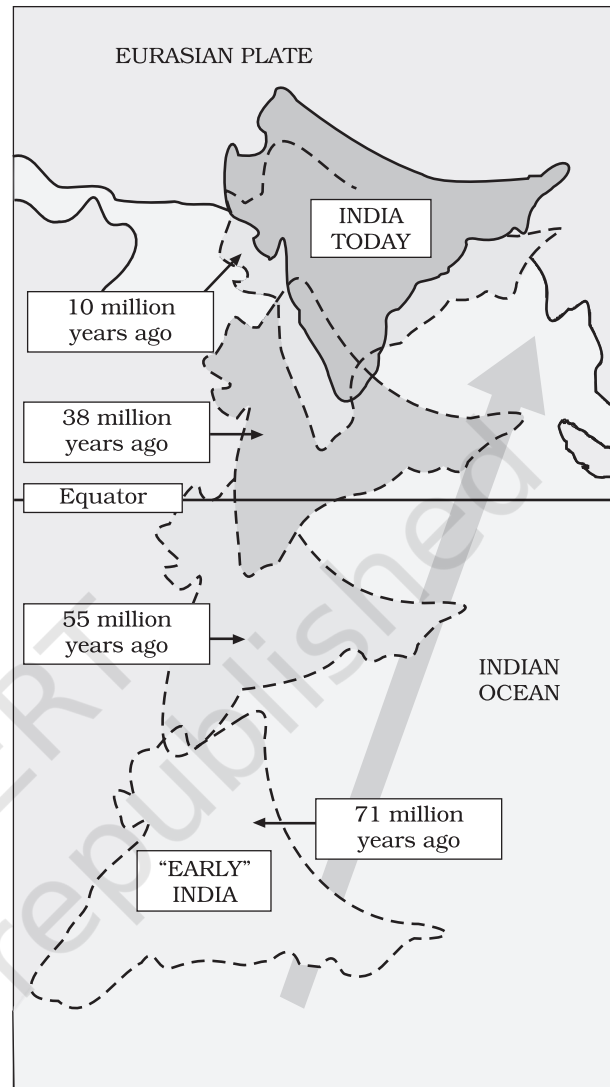 EURASIAN PLATE
INDIA
TODAY
10 million
years ago
38 million
years ago
Equator
55 million
years ago
INDIAN
OCEAN
71 million
years ago
“EARLY”
INDIA
republished